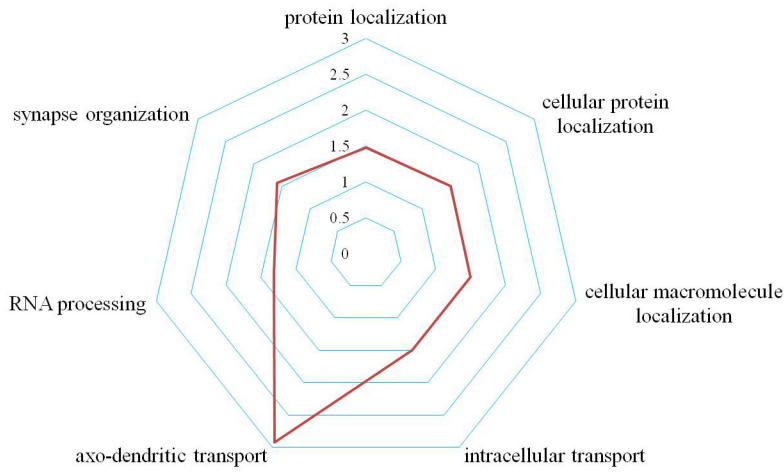 protein localization
3
2.5
2
1.5
1
0.5
0
cellular protein
localization
cellular macromolecule
localization
intracellular transport
axo-dendritic transport
RNA processing
synapse organization